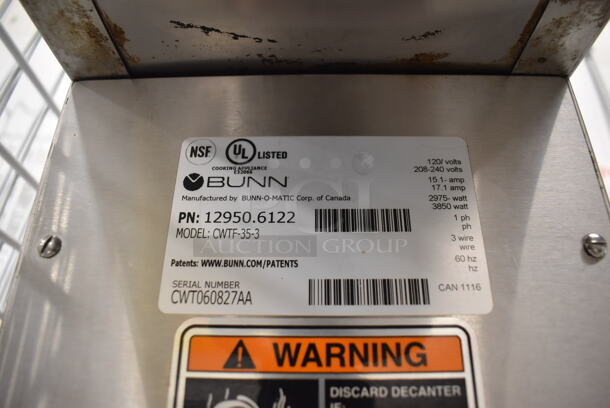 NSF
UL LISTED
COOKING APPLIANCE
BUNN
Manufactured by BUNN-O-MATIC Corp. of Canada
PN: 12950.6122
MODEL: CWTF-35-3
AUCTION GROUP
Patents: WWW.BUNN.COM/PATENTS
SERIAL NUMBER
CWT060827AA
120/ volts
208-240 volts
15.1- amp
17.1 amp
2975- watt
3850 watt
1 ph
ph
3 wire
wire
60 hz
hz
CAN 1116
WARNING
DISCARD DECANTER
IF: